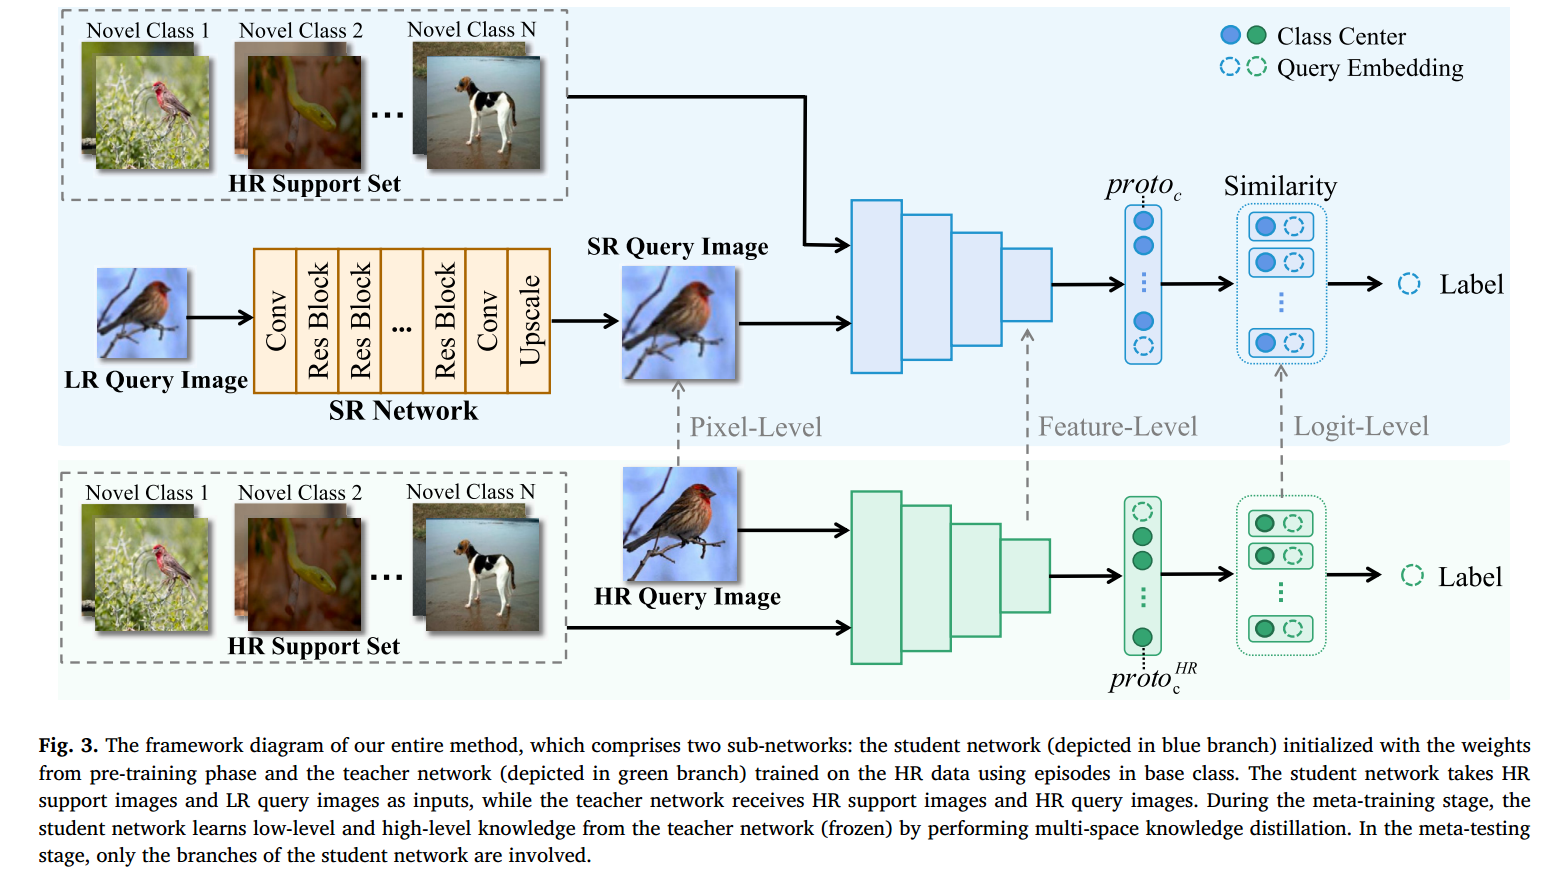 Novel Class 1
Novel Class 2
Novel Class N
...
HR Support Set
Class Center
Query Embedding
LR Query Image
Conv
Res Block
Res Block
...
Res Block
Conv
Upscale
SR Network
SR Query Image
proto c
Similarity
Label
Pixel-Level
Feature-Level
Logit-Level
Novel Class 1
Novel Class 2
Novel Class N
...
HR Support Set
HR Query Image
proto c HR
Label
Fig. 3. The framework diagram of our entire method, which comprises two sub-networks: the student network (depicted in blue branch) initialized with the weights
from pre-training phase and the teacher network (depicted in green branch) trained on the HR data using episodes in base class. The student network takes HR
support images and LR query images as inputs, while the teacher network receives HR support images and HR query images. During the meta-training stage, the
student network learns low-level and high-level knowledge from the teacher network (frozen) by performing multi-space knowledge distillation. In the meta-testing
stage, only the branches of the student network are involved.